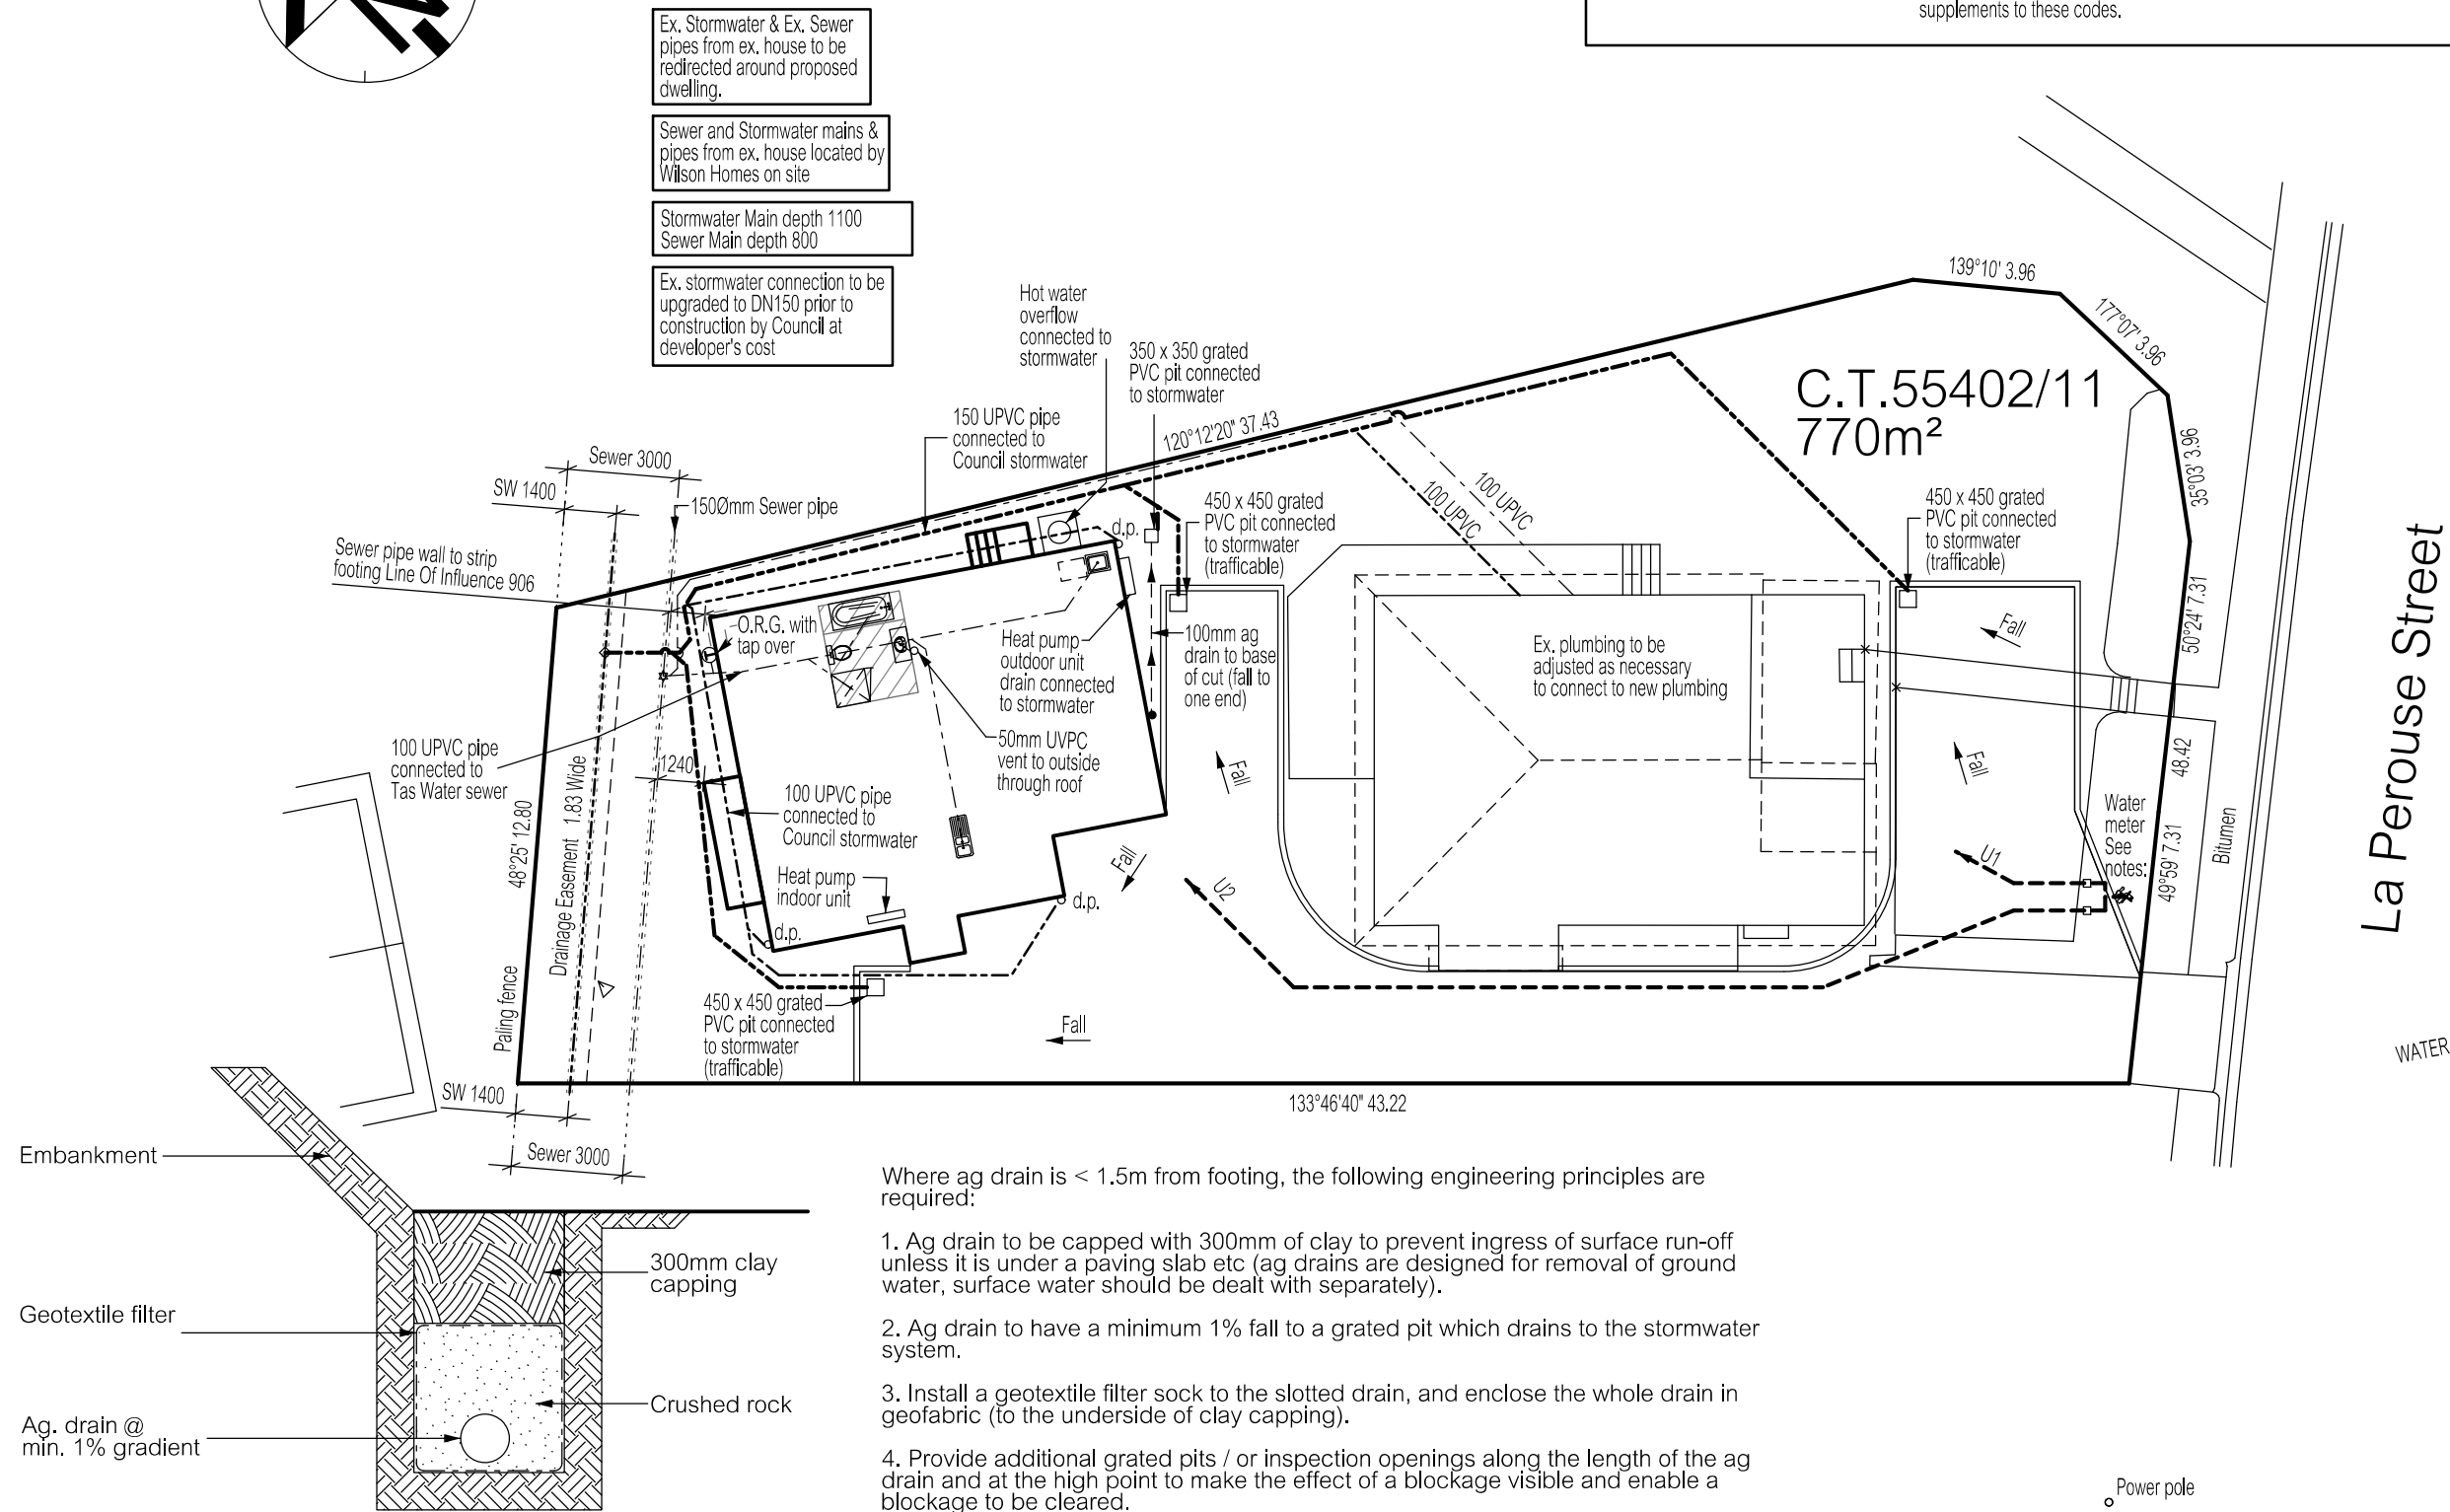 supplements to these codes.
Ex. Stormwater & Ex. Sewer
pipes from ex. house to be
redirected around proposed
dwelling.
Sewer and Stormwater mains &
pipes from ex. house located by
Wilson Homes on site
Stormwater Main depth 1100
Sewer Main depth 800
Ex. stormwater connection to be
upgraded to DN150 prior to
construction by Council at
developer's cost
Hot water
overflow
connected to
stormwater
350 x 350 grated
PVC pit connected
to stormwater
139°10' 3.96
177°07' 3.96
C.T.55402/11
770m²
35°03' 3.96
150 UPVC pipe
connected to
Council stormwater
120°12'20" 37.43
Sewer 3000
SW 1400
150Ømm Sewer pipe
450 x 450 grated
PVC pit connected
to stormwater
(trafficable)
100 UPVC
100 UPVC
450 x 450 grated
PVC pit connected
to stormwater
(trafficable)
Sewer pipe wall to strip
footing Line Of Influence 906
d.p.
O.R.G. with
tap over
Heat pump
outdoor unit
drain connected
to stormwater
100mm ag
drain to base
of cut (fall to
one end)
Ex. plumbing to be
adjusted as necessary
to connect to new plumbing
Fall
50°24' 7.31
La Perouse Street
100 UPVC pipe
connected to
Tas Water sewer
1240
50mm UVPC
vent to outside
through roof
Fall
Fall
48.42
100 UPVC pipe
connected to
Council stormwater
Water
meter
See
notes:
49°59' 7.31
Bitumen
48°25' 12.80
Drainage Easement 1.83 Wide
Heat pump
indoor unit
Fall
U1
U2
d.p.
d.p.
Paling fence
450 x 450 grated
PVC pit connected
to stormwater
(trafficable)
Fall
WATER
SW 1400
133°46'40" 43.22
Sewer 3000
Embankment
300mm clay
capping
Geotextile filter
Crushed rock
Ag. drain @
min. 1% gradient
Where ag drain is < 1.5m from footing, the following engineering principles are
required:
1. Ag drain to be capped with 300mm of clay to prevent ingress of surface run-off
unless it is under a paving slab etc (ag drains are designed for removal of ground
water, surface water should be dealt with separately).
2. Ag drain to have a minimum 1% fall to a grated pit which drains to the stormwater
system.
3. Install a geotextile filter sock to the slotted drain, and enclose the whole drain in
geofabric (to the underside of clay capping).
4. Provide additional grated pits / or inspection openings along the length of the ag
drain and at the high point to make the effect of a blockage visible and enable a
blockage to be cleared.
Power pole